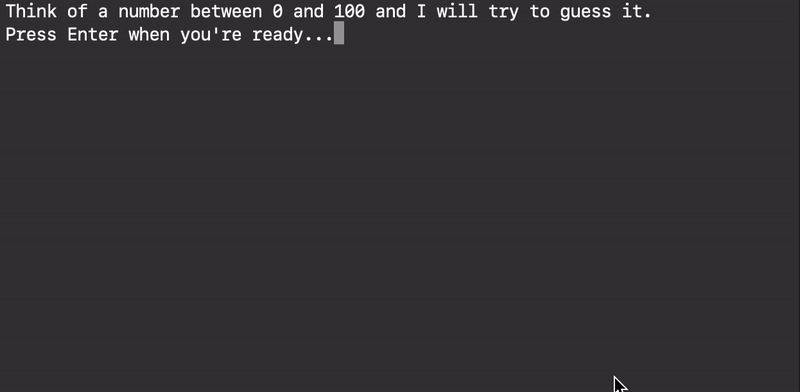 Think of a number between 0 and 100 and I will try to guess it.
Press Enter when you're ready...